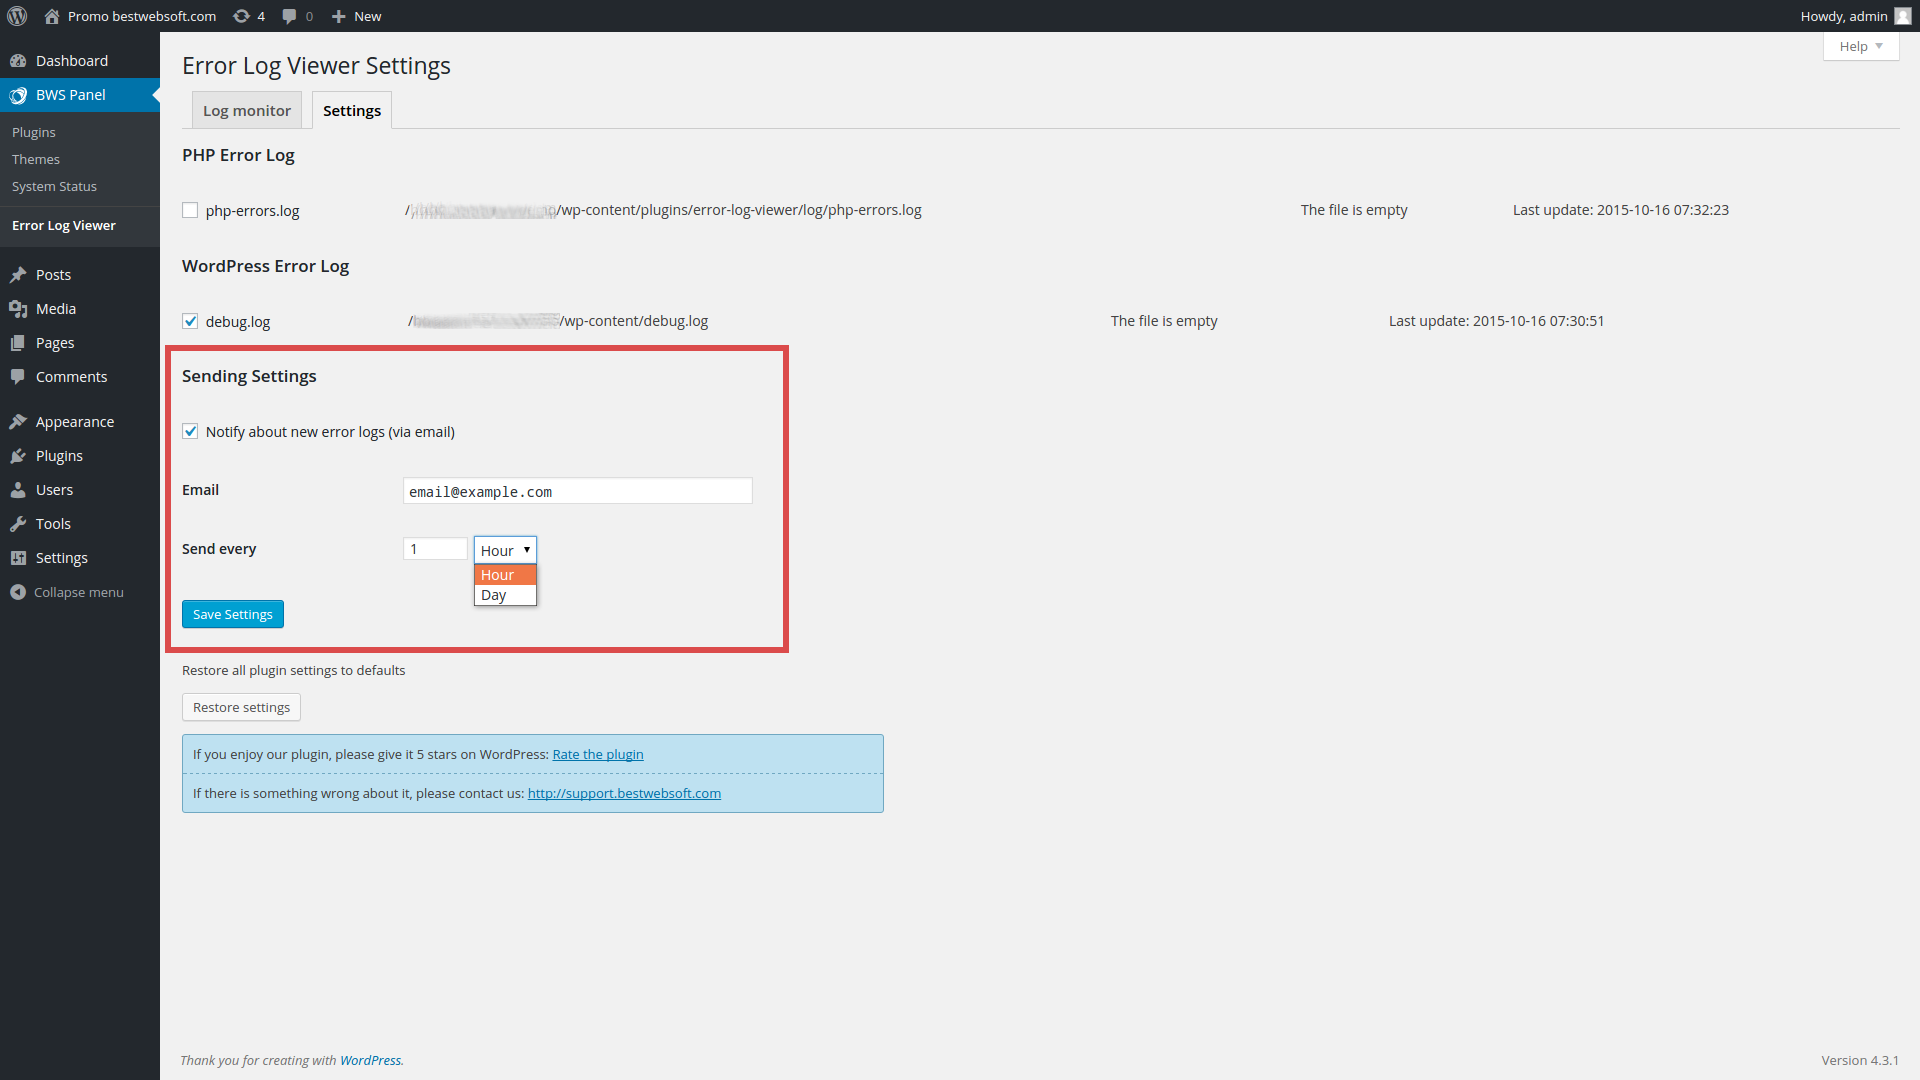 Promo bestwebsoft.com 4 0 New Howdy, admin
Help
Dashboard
BWS Panel
Plugins
Themes
System Status
Error Log Viewer
Posts
Media
Pages
Comments
Appearance
Plugins
Users
Tools
Settings
Collapse menu
Error Log Viewer Settings
Log monitor Settings
PHP Error Log
php-errors.log / /wp-content/plugins/error-log-viewer/log/php-errors.log The file is empty Last update: 2015-10-16 07:32:23
WordPress Error Log
debug.log / /wp-content/debug.log The file is empty Last update: 2015-10-16 07:30:51
Sending Settings
Notify about new error logs (via email)
Email email@example.com
Send every 1 Hour
Hour
Day
Save Settings
Restore all plugin settings to defaults
Restore settings
If you enjoy our plugin, please give it 5 stars on WordPress: Rate the plugin
If there is something wrong about it, please contact us: http://support.bestwebsoft.com
Thank you for creating with WordPress. Version 4.3.1